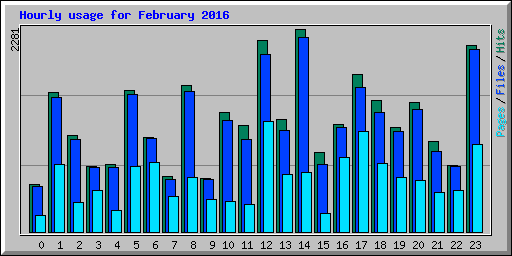 Hourly usage for February 2016
2281
Pages/Files/Hits
0 1 2 3 4 5 6 7 8 9 10 11 12 13 14 15 16 17 18 19 20 21 22 23